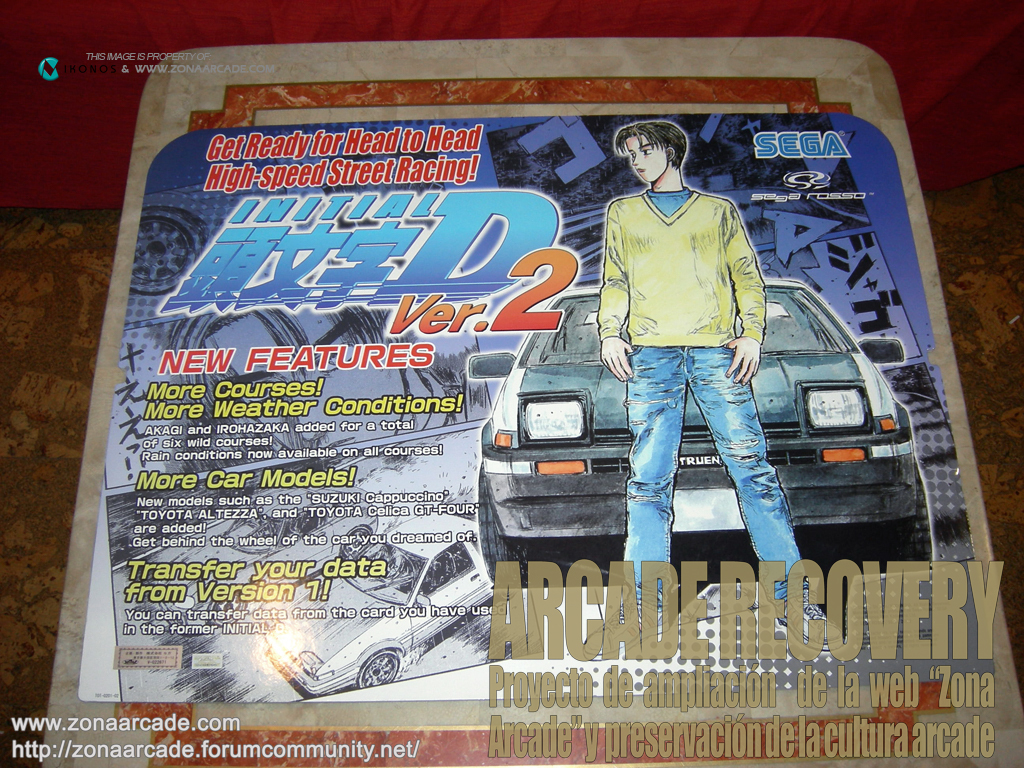 THIS IMAGE IS PROPERTY OF
IKONOS & WWW.ZONAARCADE.COM
Get Ready for Head to Head
High-speed Street Racing!
SEGA
sega rosso
INITIAL
頭文字D
Ver.2
NEW FEATURES
More Courses!
More Weather Conditions!
AKAGI and IROHAZAKA added for a total
of six wild courses!
Rain conditions now available on all courses!
More Car Models!
New models such as the "SUZUKI Cappuccino"
"TOYOTA ALTEZZA", and "TOYOTA Celica GT-FOUR"
are added!
Get behind the wheel of the car you dreamed of.
Transfer your data
from Version 1!
You can transfer data from the card you have used
in the former INITIAL D
TRUEN
ARCADE RECOVERY
Proyecto de ampliación de la web "Zona
Arcade" y preservación de la cultura arcade
www.zonaarcade.com
http://zonaarcade.forumcommunity.net/